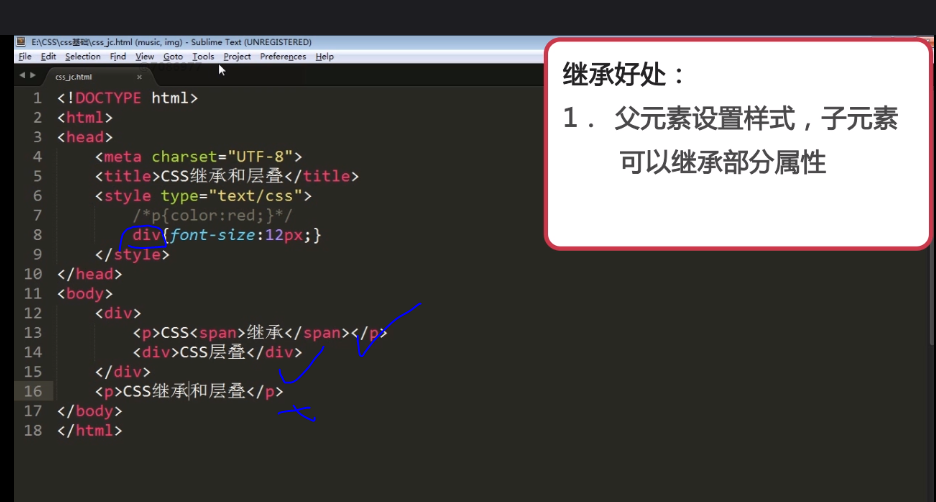 E:\CSS\css基础\css_jc.html (music, img) - Sublime Text (UNREGISTERED)
File Edit Selection Find View Goto Tools Project Preferences Help
css_jc.html ×
1 <!DOCTYPE html>
2 <html>
3 <head>
4 <meta charset="UTF-8">
5 <title>CSS继承和层叠</title>
6 <style type="text/css">
7 /*p{color:red;}*/
8 div{font-size:12px;}
9 </style>
10 </head>
11 <body>
12 <div>
13 <p>CSS<span>继承</span></p>
14 <div>CSS层叠</div>
15 </div>
16 <p>CSS继承和层叠</p>
17 </body>
18 </html>
继承好处：
1． 父元素设置样式，子元素
可以继承部分属性